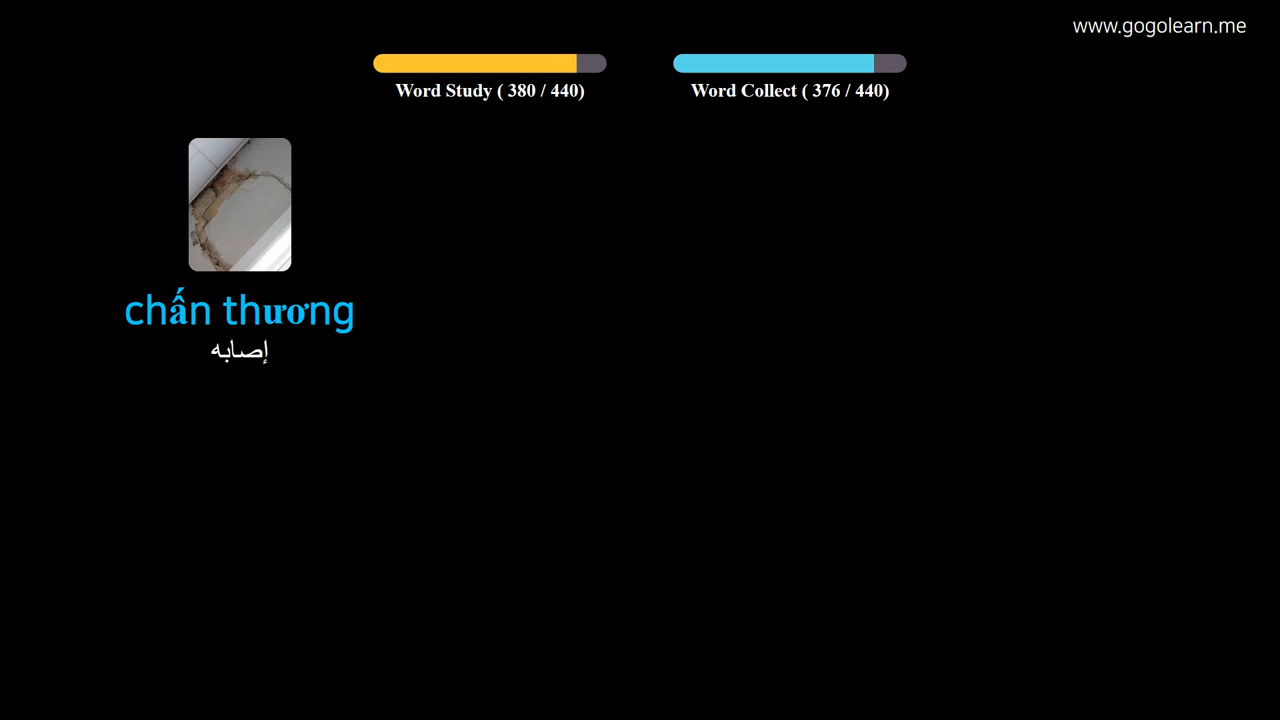 www.gogolearn.me
Word Study ( 380 / 440)
Word Collect ( 376 / 440)
chấn thương
إصابه